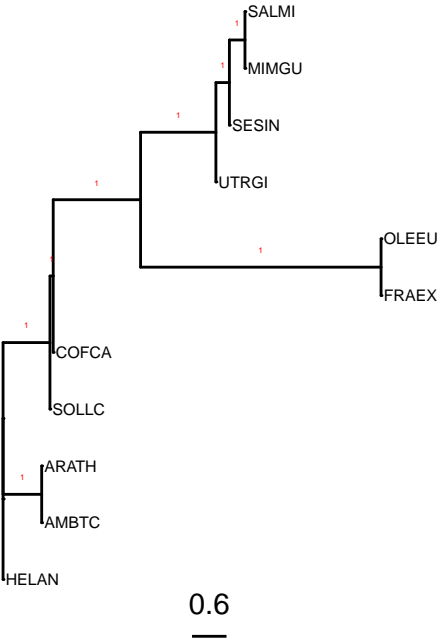 SALMI
1
MIMGU
1
SESIN
1
UTRGI
1
OLEEU
1
FRAEX
1
COFCA
1
SOLLC
ARATH
1
AMBTC
HELAN
0.6